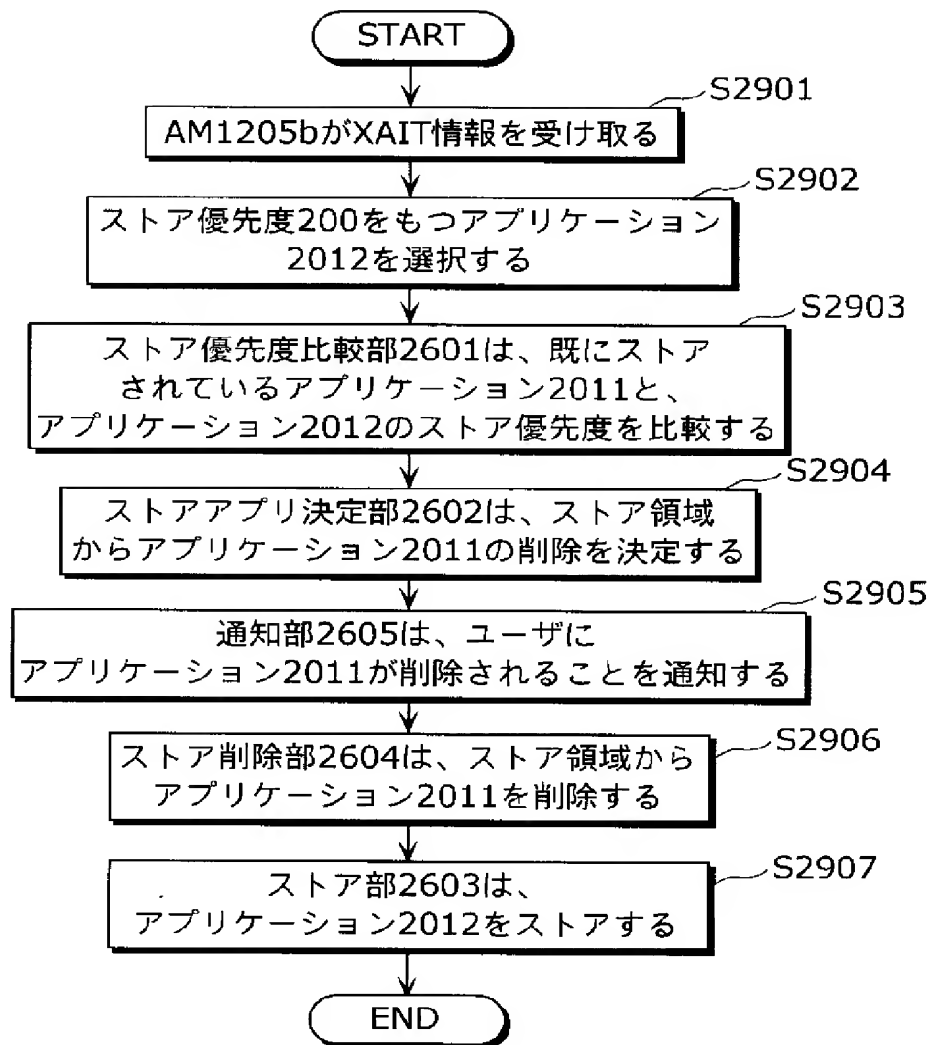 START
S2901
AM1205bがXAIT情報を受け取る
S2902
ストア優先度200をもつアプリケーション
2012を選択する
S2903
ストア優先度比較部2601は、既にストア
されているアプリケーション2011と、
アプリケーション2012のストア優先度を比較する
S2904
ストアアプリ決定部2602は、ストア領域
からアプリケーション2011の削除を決定する
S2905
通知部2605は、ユーザに
アプリケーション2011が削除されることを通知する
S2906
ストア削除部2604は、ストア領域から
アプリケーション2011を削除する
S2907
ストア部2603は、
アプリケーション2012をストアする
END